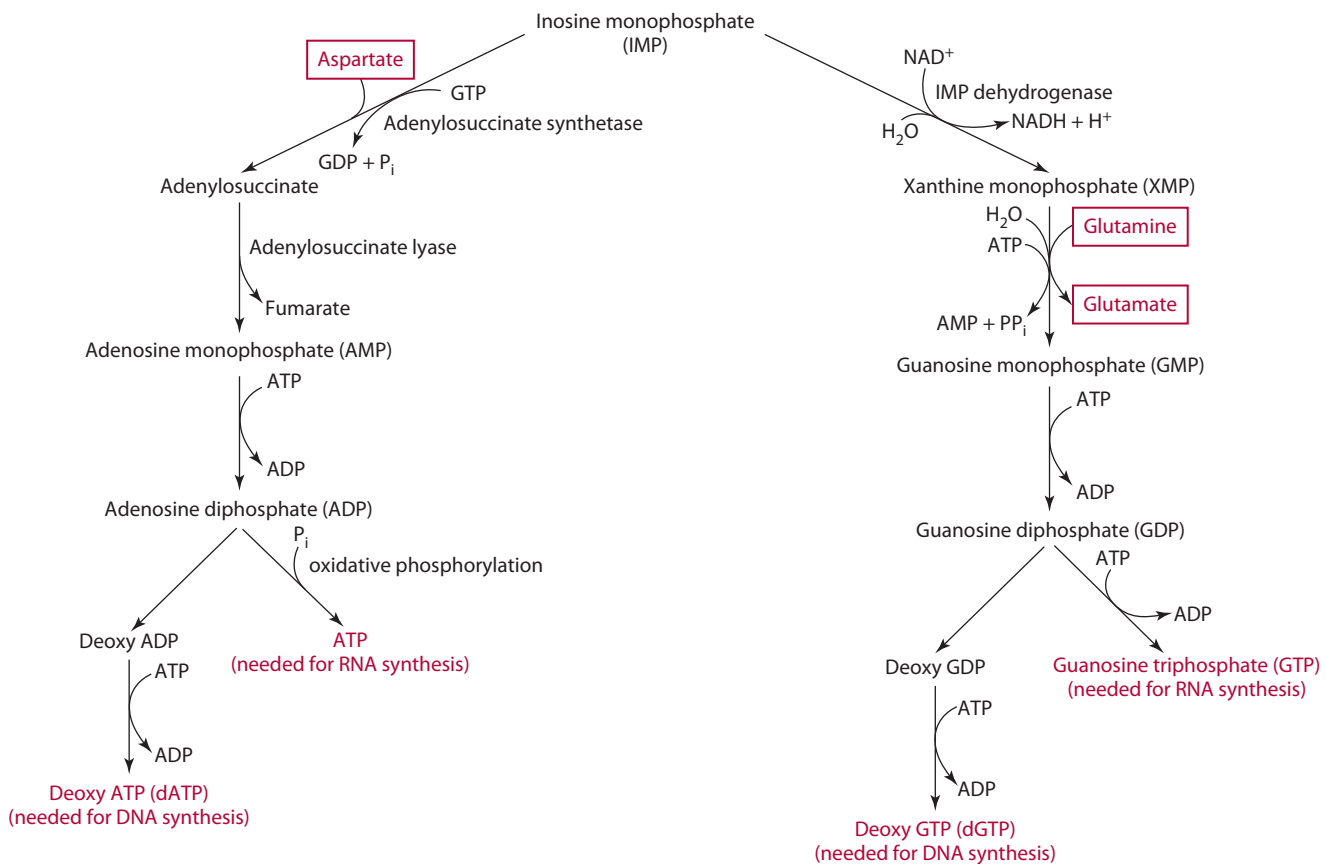 Inosine monophosphate
(IMP)
Aspartate
GTP
Adenylosuccinate synthetase
GDP + Pi
Adenylosuccinate
Adenylosuccinate lyase
Fumarate
Adenosine monophosphate (AMP)
ATP
ADP
Adenosine diphosphate (ADP)
Pi
oxidative phosphorylation
Deoxy ADP
ATP
(needed for RNA synthesis)
ATP
ADP
Deoxy ATP (dATP)
(needed for DNA synthesis)
NAD+
IMP dehydrogenase
H2O
NADH + H+
Xanthine monophosphate (XMP)
H2O
Glutamine
ATP
Glutamate
AMP + PPi
Guanosine monophosphate (GMP)
ATP
ADP
Guanosine diphosphate (GDP)
ATP
ADP
Deoxy GDP
Guanosine triphosphate (GTP)
(needed for RNA synthesis)
ATP
ADP
Deoxy GTP (dGTP)
(needed for DNA synthesis)